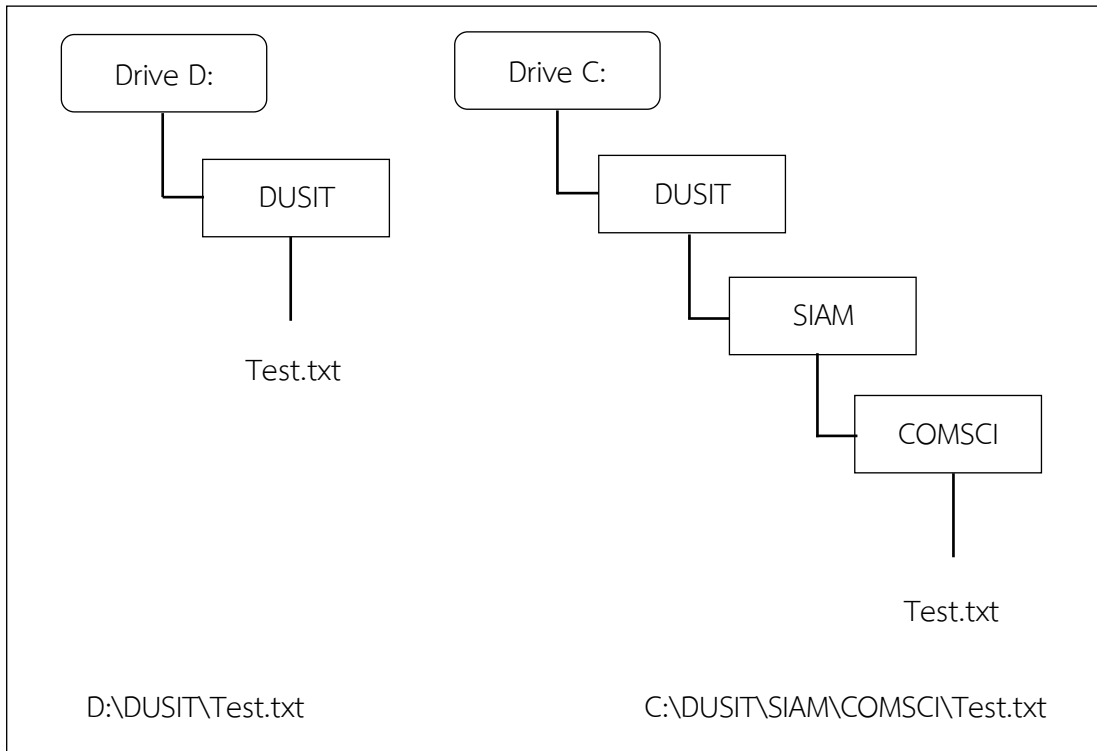 Drive D:
DUSIT
Test.txt
D:\DUSIT\Test.txt
Drive C:
DUSIT
SIAM
COMSCI
Test.txt
C:\DUSIT\SIAM\COMSCI\Test.txt